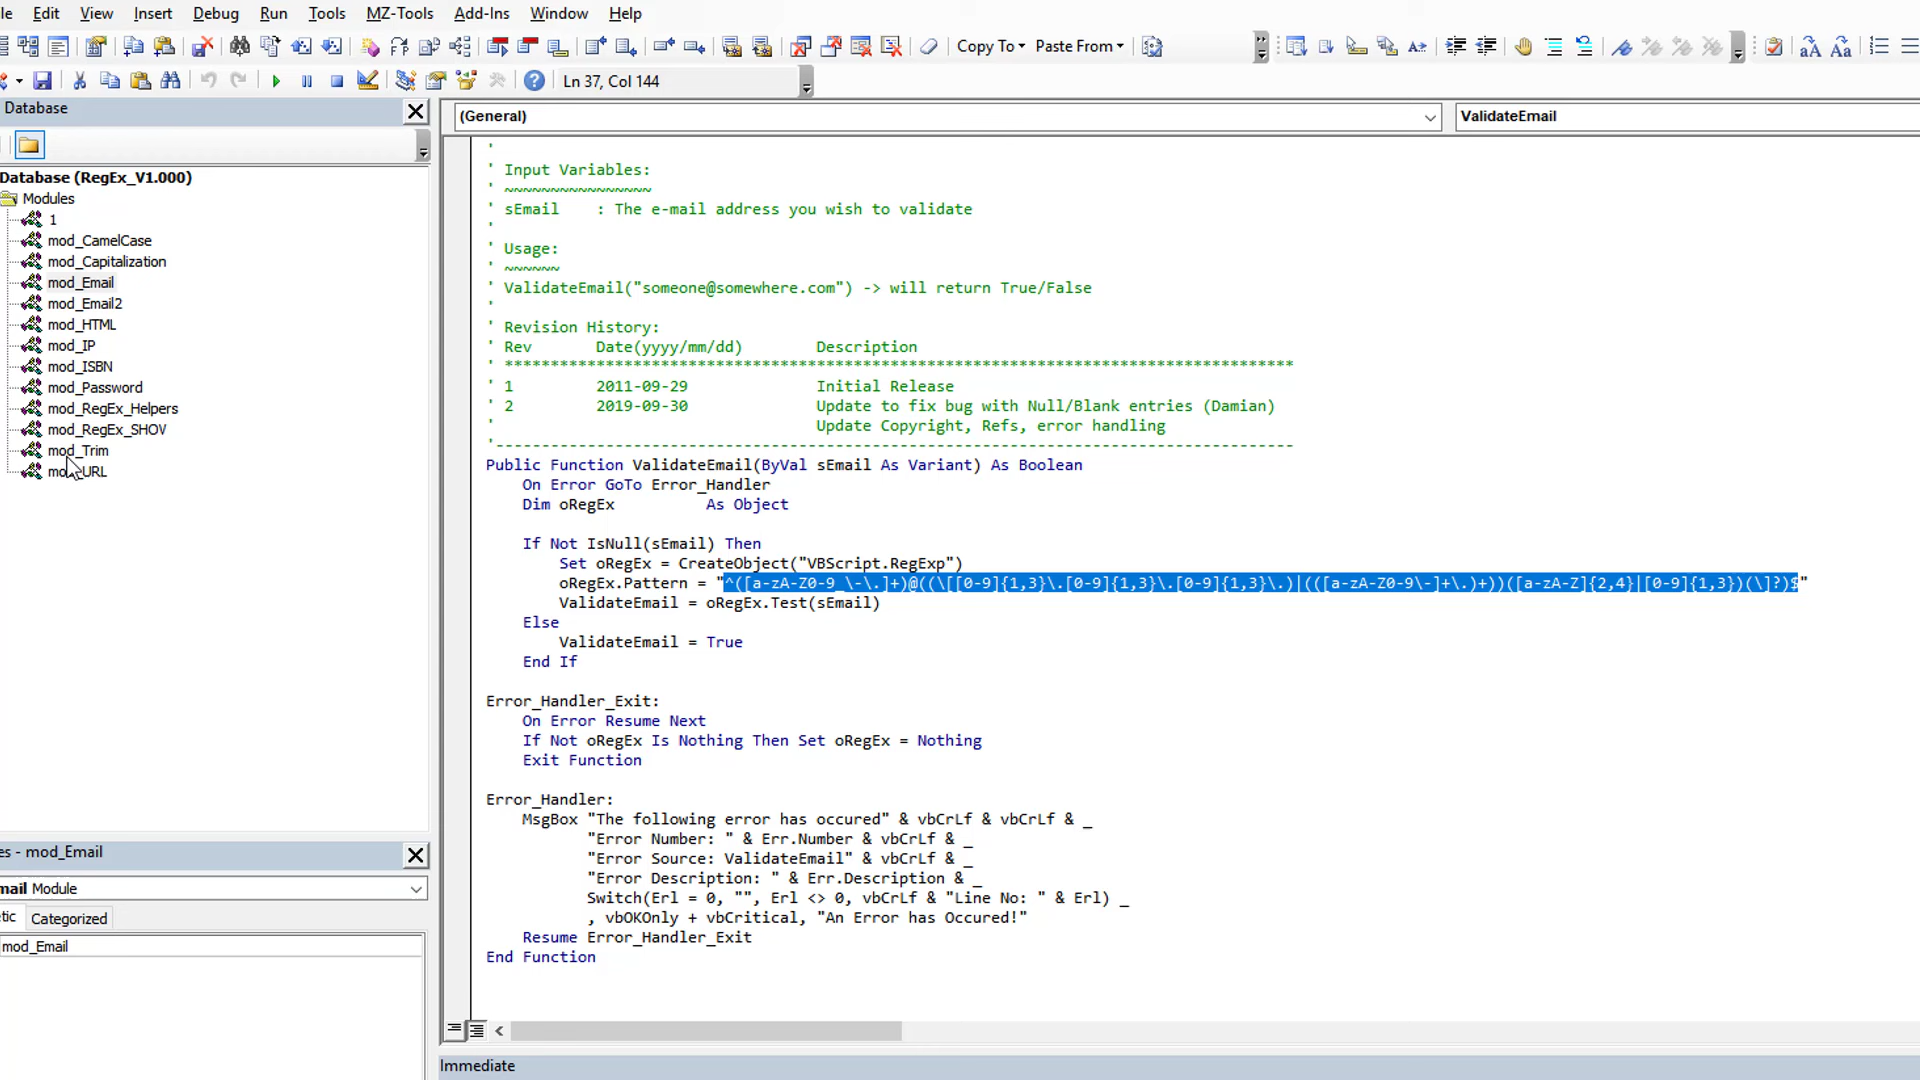 le Edit View Insert Debug Run Tools MZ-Tools Add-Ins Window Help
Copy To Paste From
Ln 37, Col 144
Database
(General) ValidateEmail
Database (RegEx_V1.000)
Modules
1
mod_CamelCase
mod_Capitalization
mod_Email
mod_Email2
mod_HTML
mod_IP
mod_ISBN
mod_Password
mod_RegEx_Helpers
mod_RegEx_SHOV
mod_Trim
mod_URL
es - mod_Email
mail Module
tic Categorized
mod_Email
'
' Input Variables:
' ~~~~~~~~~~~~~~~~
' sEmail    : The e-mail address you wish to validate
'
' Usage:
' ~~~~~~
' ValidateEmail("someone@somewhere.com") -> will return True/False
'
' Revision History:
' Rev       Date(yyyy/mm/dd)        Description
' **************************************************************************************
' 1         2011-09-29              Initial Release
' 2         2019-09-30              Update to fix bug with Null/Blank entries (Damian)
'                                   Update Copyright, Refs, error handling
'---------------------------------------------------------------------------------------
Public Function ValidateEmail(ByVal sEmail As Variant) As Boolean
    On Error GoTo Error_Handler
    Dim oRegEx          As Object
    If Not IsNull(sEmail) Then
        Set oRegEx = CreateObject("VBScript.RegExp")
        oRegEx.Pattern = "^([a-zA-Z0-9_\-\.]+)@((\[[0-9]{1,3}\.[0-9]{1,3}\.[0-9]{1,3}\.)|(([a-zA-Z0-9\-]+\.)+))([a-zA-Z]{2,4}|[0-9]{1,3})(\]?)$"
        ValidateEmail = oRegEx.Test(sEmail)
    Else
        ValidateEmail = True
    End If
Error_Handler_Exit:
    On Error Resume Next
    If Not oRegEx Is Nothing Then Set oRegEx = Nothing
    Exit Function
Error_Handler:
    MsgBox "The following error has occured" & vbCrLf & vbCrLf & _
           "Error Number: " & Err.Number & vbCrLf & _
           "Error Source: ValidateEmail" & vbCrLf & _
           "Error Description: " & Err.Description & _
           Switch(Erl = 0, "", Erl <> 0, vbCrLf & "Line No: " & Erl) _
           , vbOKOnly + vbCritical, "An Error has Occured!"
    Resume Error_Handler_Exit
End Function
Immediate